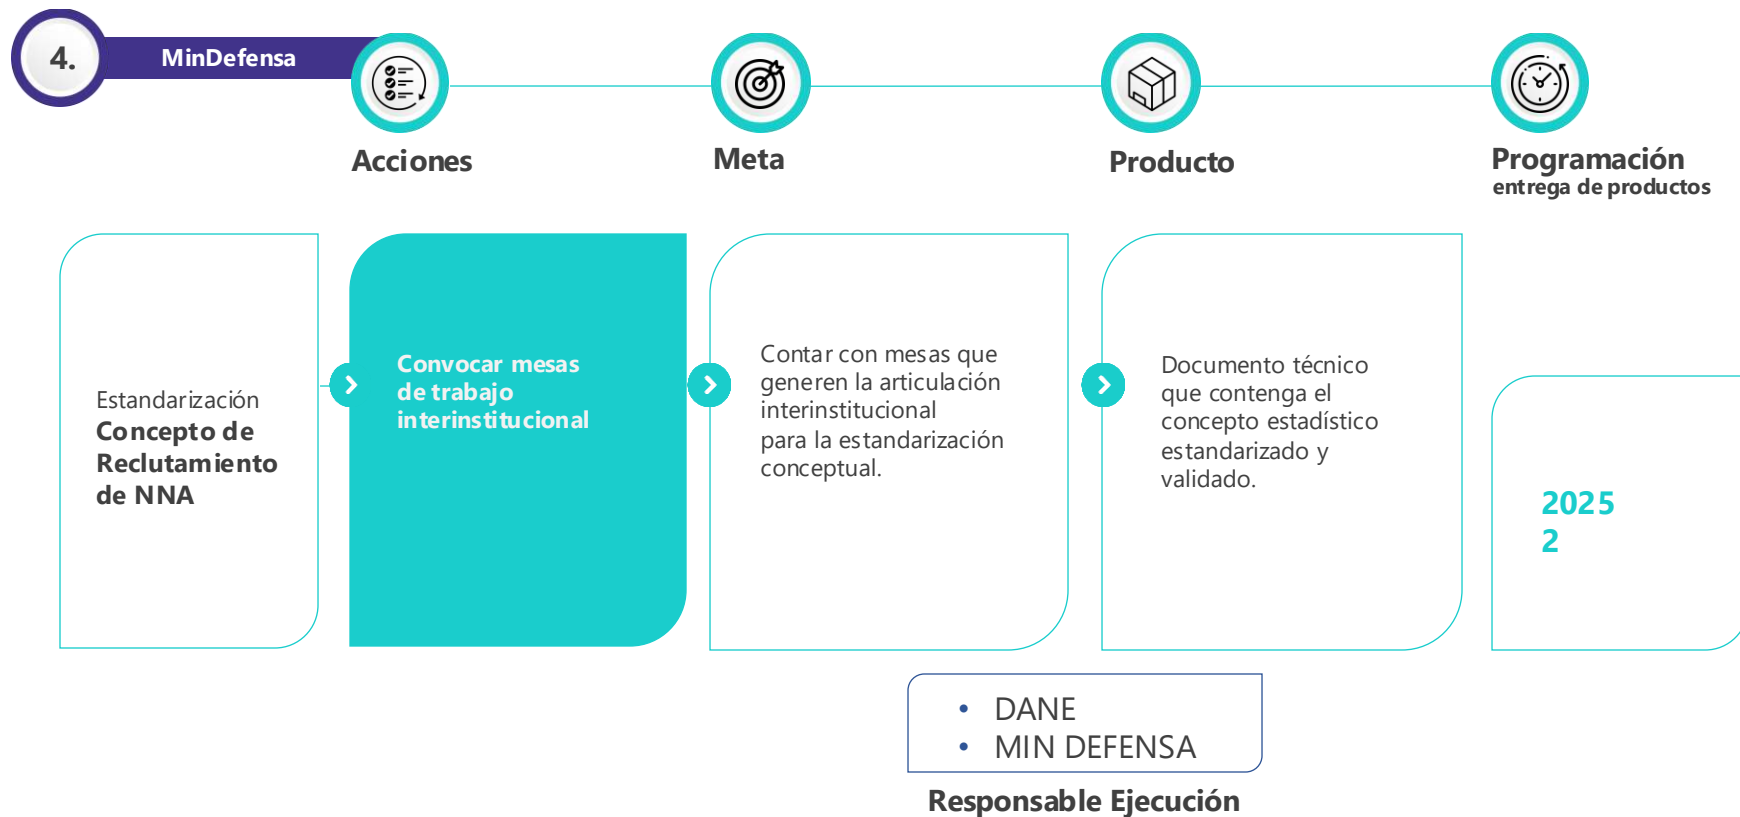 4.
MinDefensa
Acciones
Meta
Producto
Programación
entrega de productos
Estandarización
Concepto de
Reclutamiento
de NNA
Convocar mesas
de trabajo
interinstitucional
Contar con mesas que
generen la articulación
interinstitucional
para la estandarización
conceptual.
Documento técnico
que contenga el
concepto estadístico
estandarizado y
validado.
2025
2
• DANE
• MIN DEFENSA
Responsable Ejecución